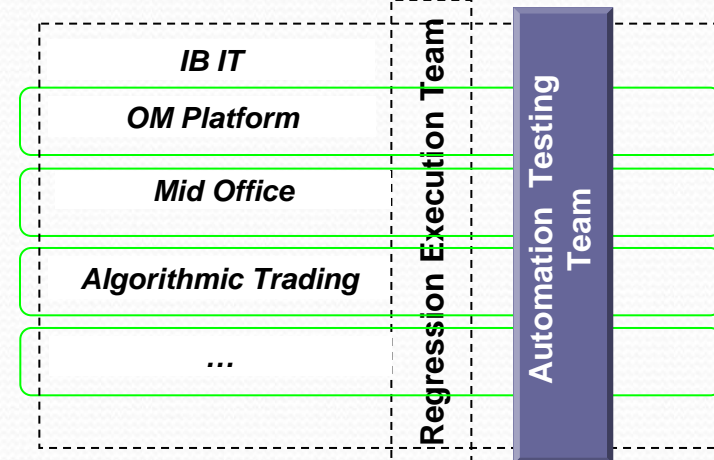 IB IT
OM Platform
Mid Office
Algorithmic Trading
…
Regression Execution Team
Automation Testing
Team